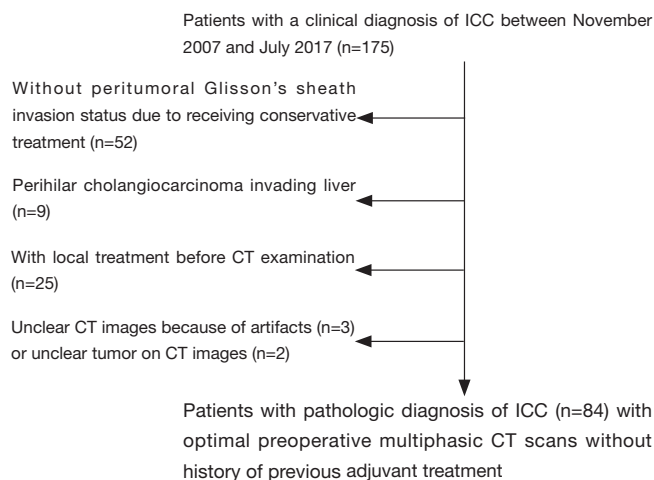 Patients with a clinical diagnosis of ICC between November
2007 and July 2017 (n=175)
Without peritumoral Glisson's sheath
invasion status due to receiving conservative
treatment (n=52)
Perihilar cholangiocarcinoma invading liver
(n=9)
With local treatment before CT examination
(n=25)
Unclear CT images because of artifacts (n=3)
or unclear tumor on CT images (n=2)
Patients with pathologic diagnosis of ICC (n=84) with
optimal preoperative multiphasic CT scans without
history of previous adjuvant treatment